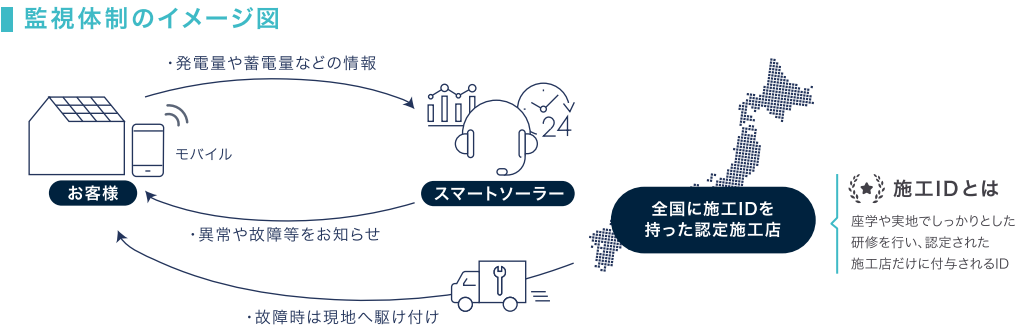 監視体制のイメージ図
・発電量や蓄電量などの情報
24
モバイル
お客様
スマートソーラー
・異常や故障等をお知らせ
全国に施工IDを
持った認定施工店
施工IDとは
座学や実地でしっかりとした
研修を行い、認定された
施工店だけに付与されるID
・故障時は現地へ駆け付け